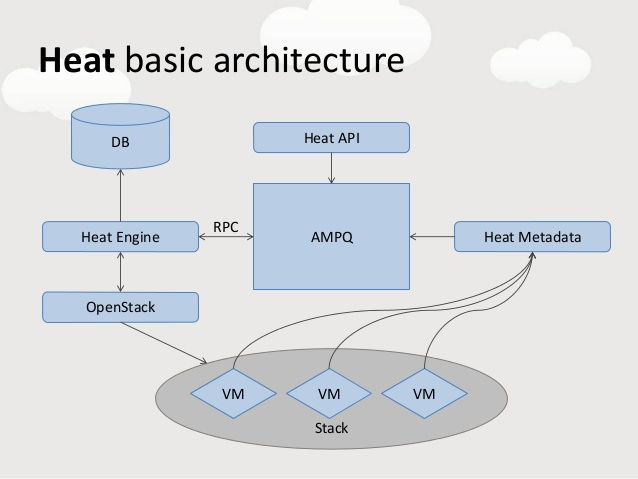 Heat basic architecture
DB
Heat API
Heat Engine
RPC
AMPQ
Heat Metadata
OpenStack
VM
VM
VM
Stack